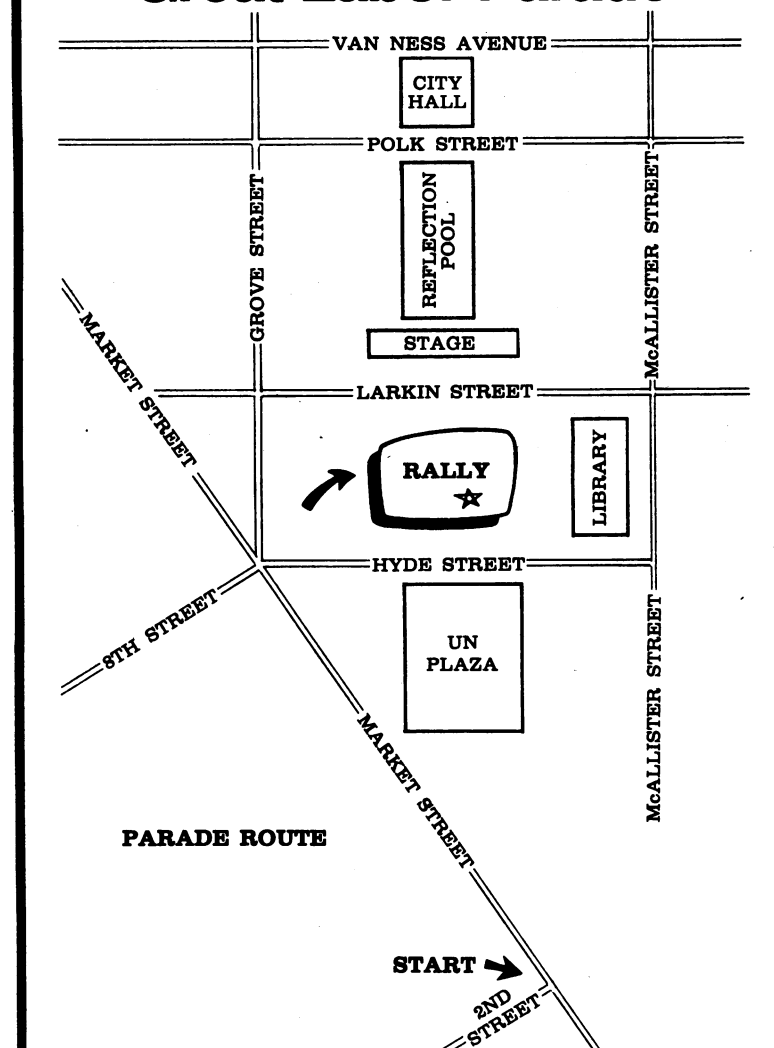 VAN NESS AVENUE
CITY
HALL
POLK STREET
GROVE STREET
REFLECTION
POOL
McALLISTER STREET
STAGE
MARKET STREET
LARKIN STREET
RALLY
LIBRARY
HYDE STREET
8TH STREET
UN
PLAZA
McALLISTER STREET
MARKET STREET
PARADE ROUTE
START
2ND
STREET